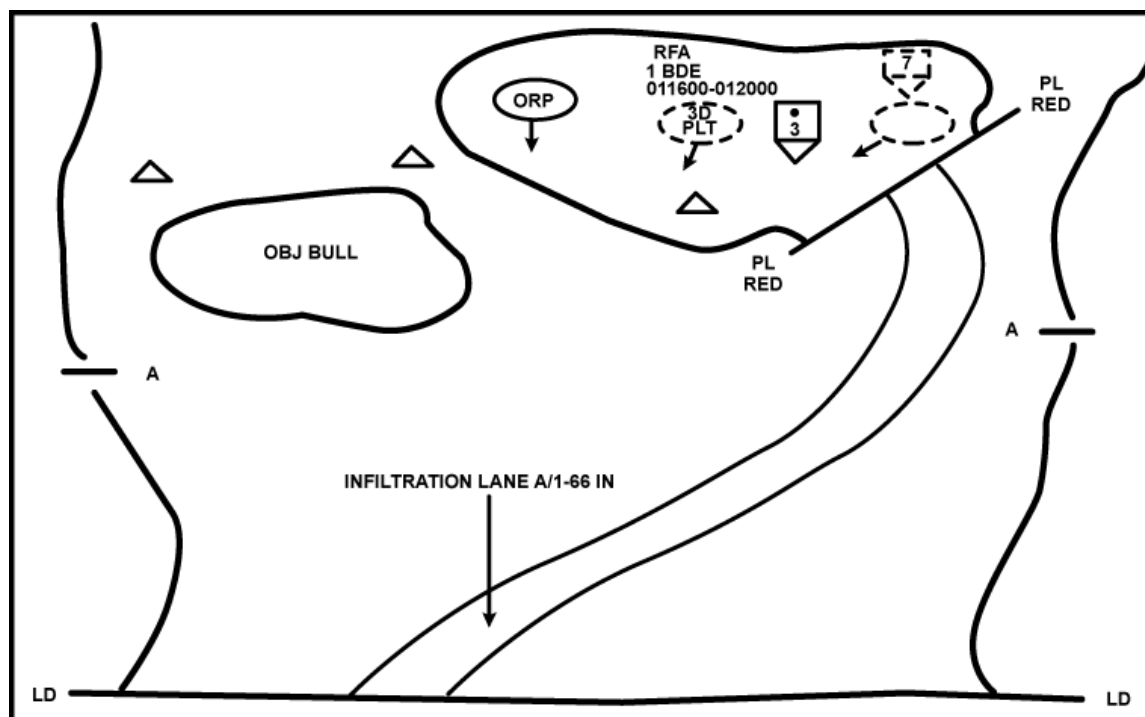 RFA
1 BDE
011600-012000
ORP
3D
PLT
3
7
PL
RED
OBJ BULL
PL
RED
A
A
INFILTRATION LANE A/1-66 IN
LD
LD